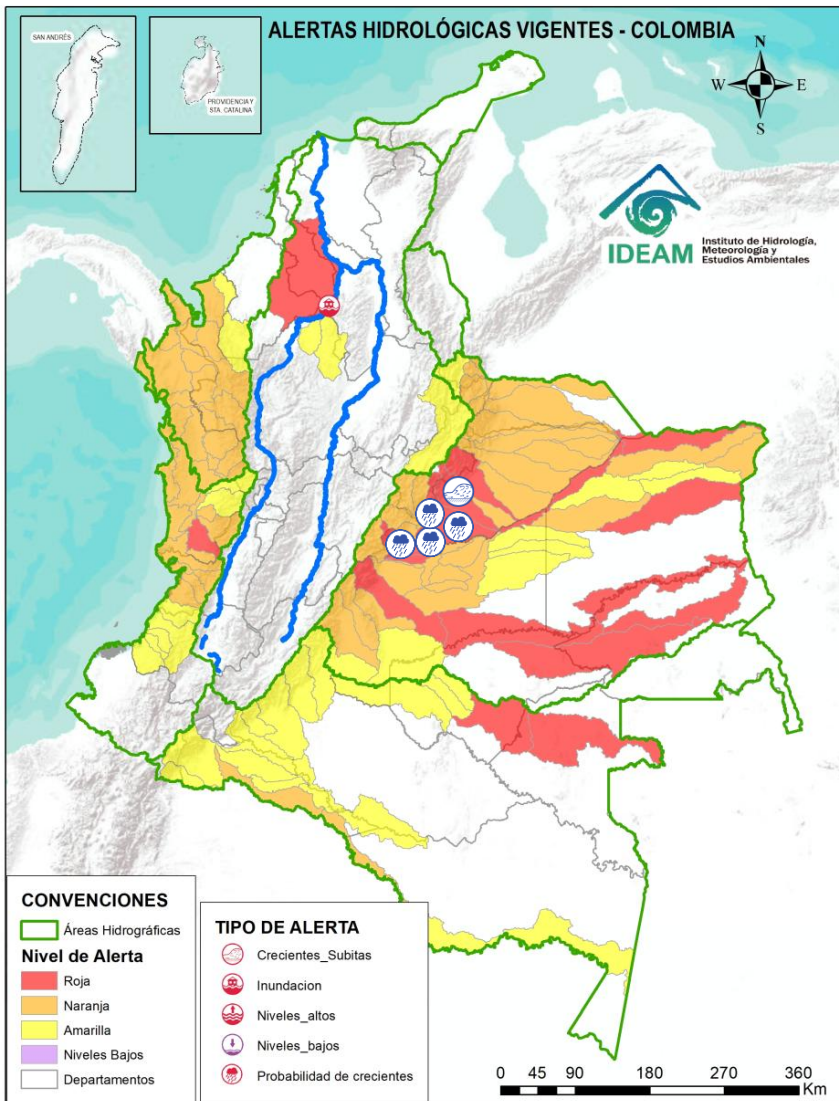 ALERTAS HIDROLÓGICAS VIGENTES - COLOMBIA
SAN ANDRÉS
PROVIDENCIA Y
STA. CATALINA
N
W
E
S
IDEAM
Instituto de Hidrología,
Meteorología y
Estudios Ambientales
CONVENCIONES
Áreas Hidrográficas
Nivel de Alerta
Roja
Naranja
Amarilla
Niveles Bajos
Departamentos
TIPO DE ALERTA
Crecientes_Subitas
Inundacion
Niveles_altos
Niveles_bajos
Probabilidad de crecientes
0 45 90 180 270 360
Km